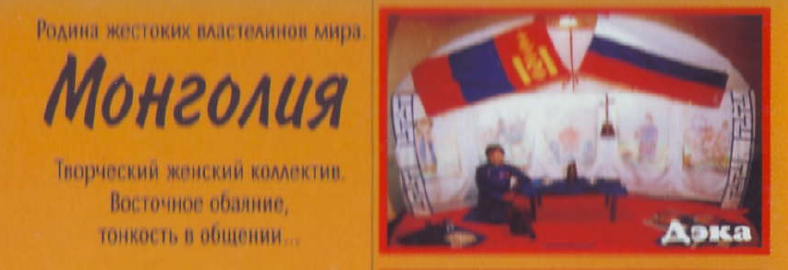 Родина жестоких властелинов мира.
Монголия
Творческий женский коллектив.
Восточное обаяние,
тонкость в общении...
Дэка